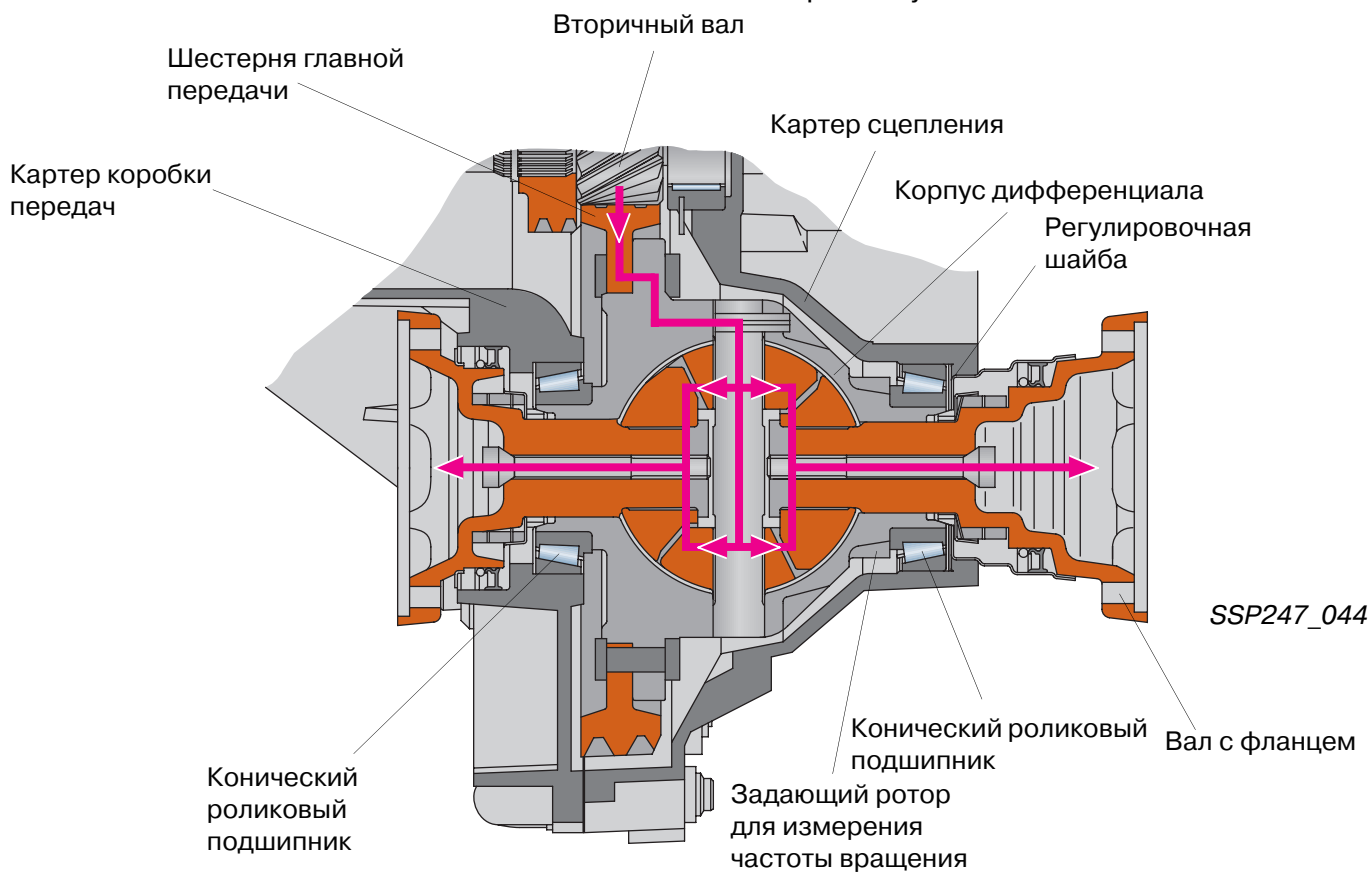 Вторичный вал
Шестерня главной
передачи
Картер сцепления
Картер коробки
передач
Корпус дифференциала
Регулировочная
шайба
SSP247_044
Конический роликовый
подшипник
Вал с фланцем
Конический
роликовый
подшипник
Задающий ротор
для измерения
частоты вращения